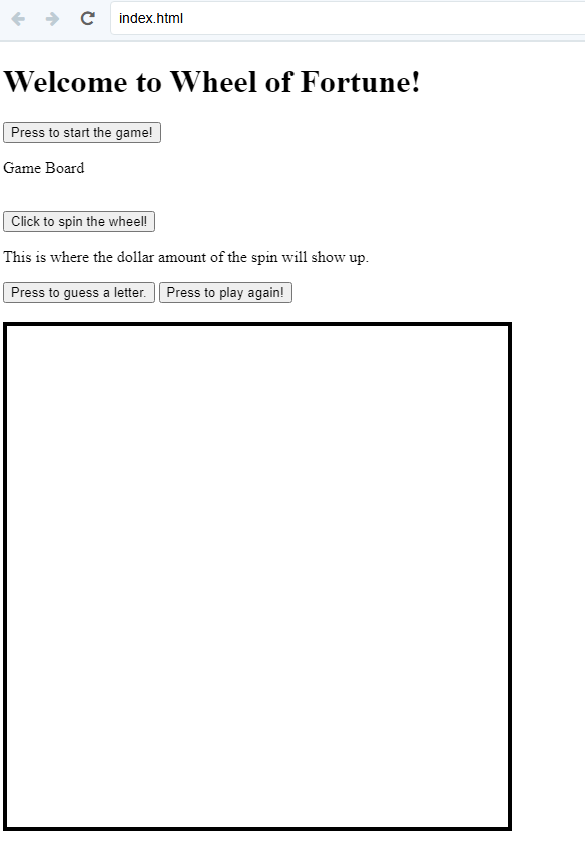 index.html
Welcome to Wheel of Fortune!
Press to start the game!
Game Board
Click to spin the wheel!
This is where the dollar amount of the spin will show up.
Press to guess a letter. Press to play again!